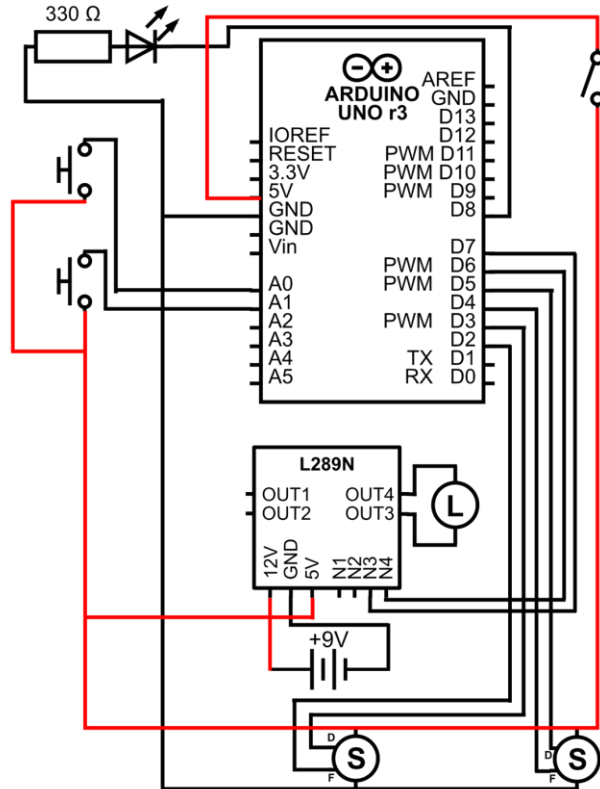 330 Ω
ARDUINO
UNO r3
IOREF
RESET
3.3V
5V
GND
GND
Vin
A0
A1
A2
A3
A4
A5
AREF
GND
D13
D12
PWM D11
PWM D10
PWM D9
D8
D7
PWM D6
PWM D5
D4
PWM D3
D2
TX D1
RX D0
L289N
OUT1
OUT2
OUT4
OUT3
L
12V
GND
5V
N1
N2
N3
N4
+9V
D
S
F
D
S
F